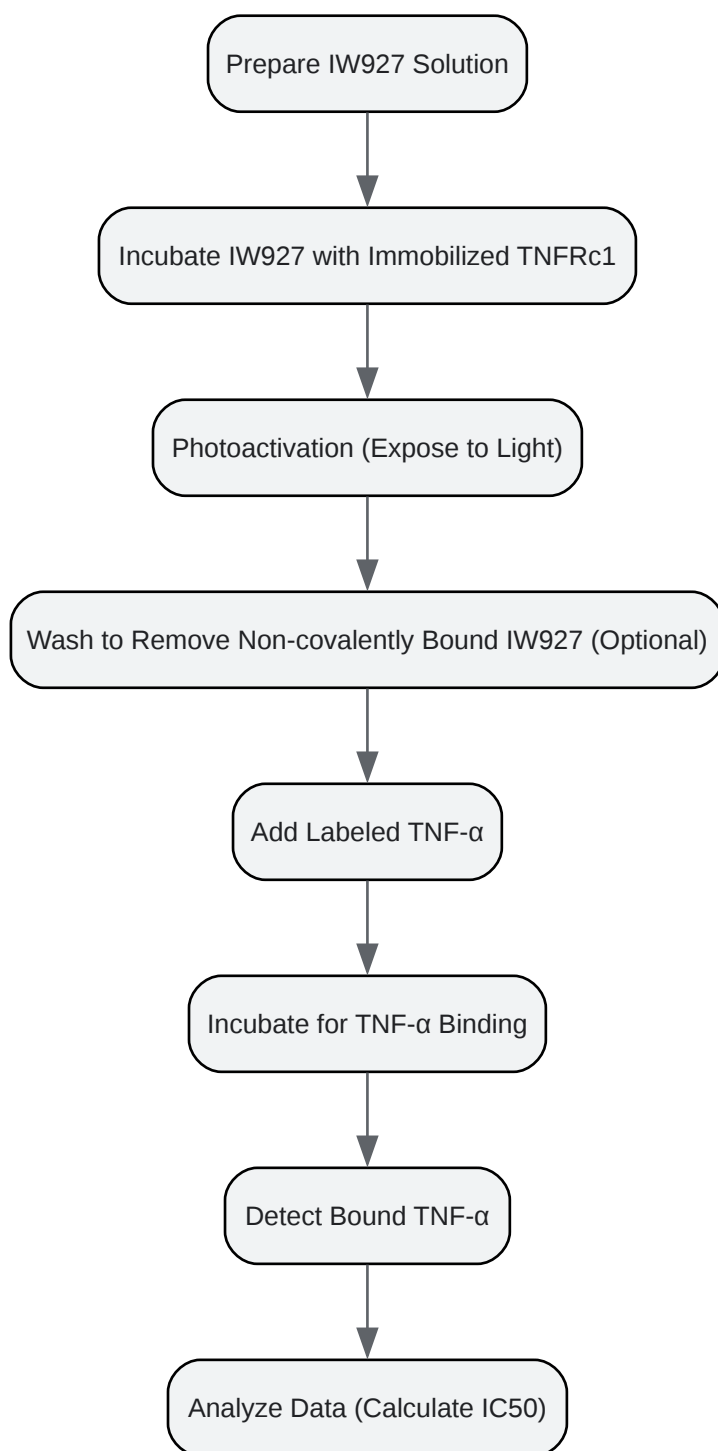 Prepare IW927 Solution
Incubate IW927 with Immobilized TNFRc1
Photoactivation (Expose to Light)
Wash to Remove Non-covalently Bound IW927 (Optional)
Add Labeled TNF-α
Incubate for TNF-α Binding
Detect Bound TNF-α
Analyze Data (Calculate IC50)